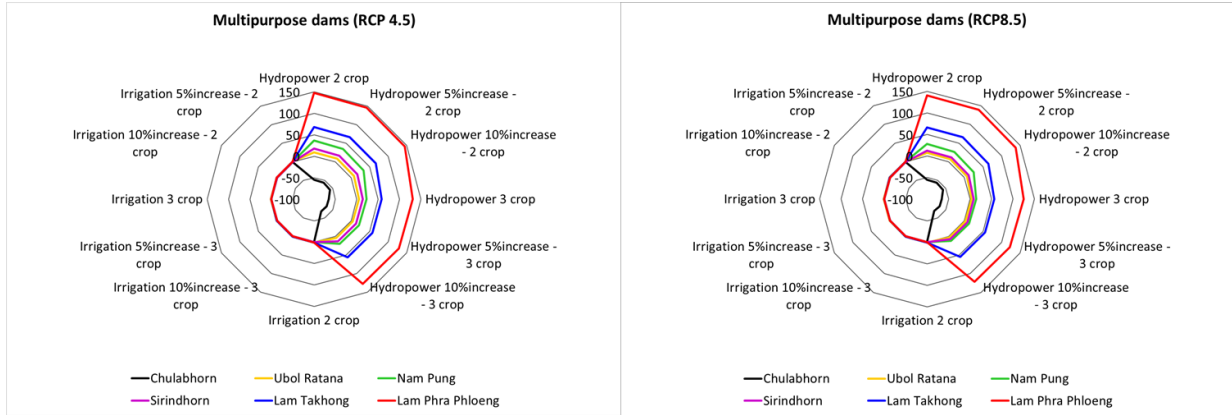 Multipurpose dams (RCP 4.5)
Hydropower 2 crop
Irrigation 5%increase - 2
crop
Hydropower 5%increase -
2 crop
Irrigation 10%increase - 2
crop
Hydropower 10%increase
- 2 crop
150
100
50
0
-50
-100
Irrigation 3 crop
Hydropower 3 crop
Irrigation 5%increase - 3
crop
Hydropower 5%increase -
3 crop
Irrigation 10%increase - 3
crop
Hydropower 10%increase
- 3 crop
Irrigation 2 crop
Chulabhorn
Ubol Ratana
Nam Pung
Sirindhorn
Lam Takhong
Lam Phra Phloeng
Multipurpose dams (RCP8.5)
Hydropower 2 crop
Irrigation 5%increase - 2
crop
Hydropower 5%increase -
2 crop
Irrigation 10%increase - 2
crop
Hydropower 10%increase
- 2 crop
150
100
50
0
-50
-100
Irrigation 3 crop
Hydropower 3 crop
Irrigation 5%increase - 3
crop
Hydropower 5%increase -
3 crop
Irrigation 10%increase - 3
crop
Hydropower 10%increase
- 3 crop
Irrigation 2 crop
Chulabhorn
Ubol Ratana
Nam Pung
Sirindhorn
Lam Takhong
Lam Phra Phloeng